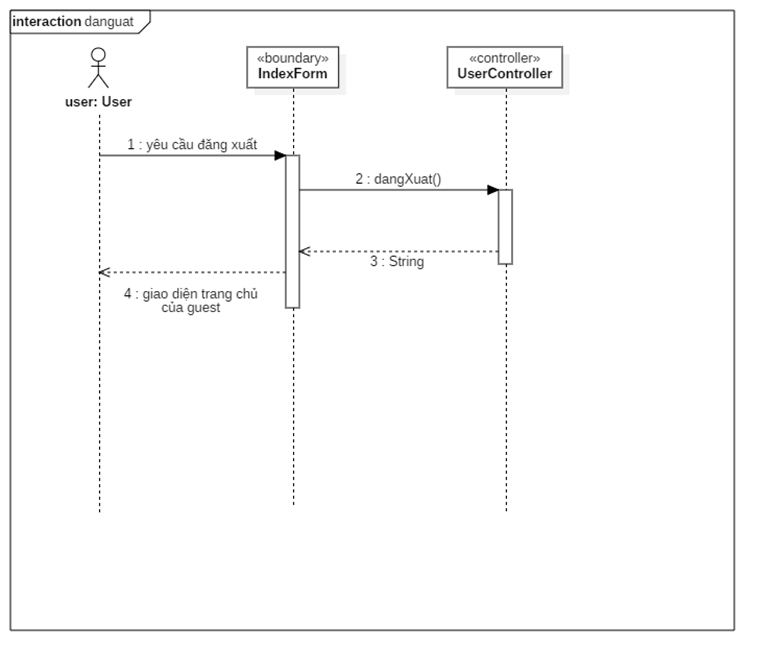 interaction danguat
«boundary»
IndexForm
«controller»
UserController
user: User
1 : yêu cầu đăng xuất
2 : dangXuat()
3 : String
4 : giao diện trang chủ
của guest